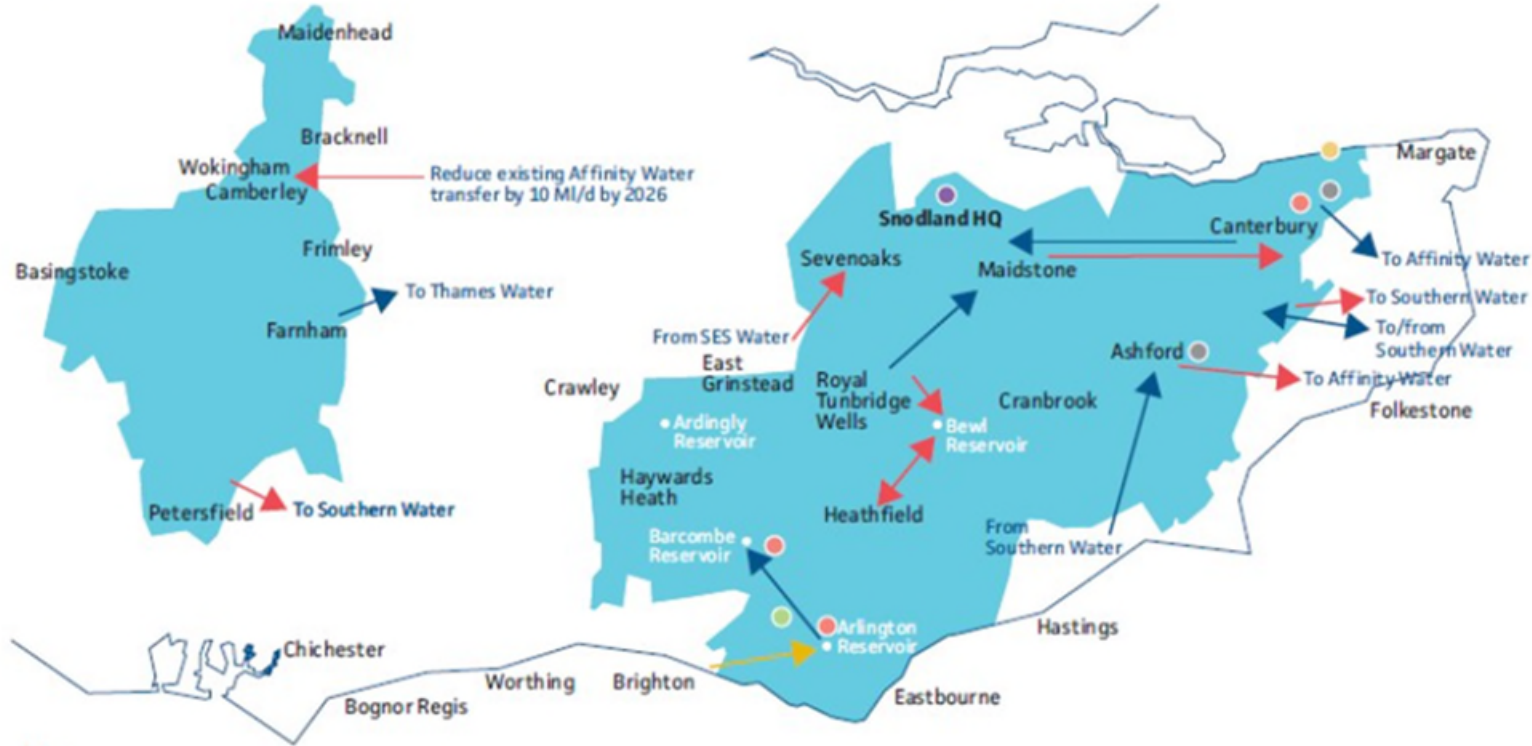 Maidenhead
Bracknell
Wokingham
Camberley
Reduce existing Affinity Water
transfer by 10 Ml/d by 2026
Frimley
Basingstoke
To Thames Water
Farnham
Petersfield
To Southern Water
Chichester
Bognor Regis
Worthing
Brighton
Margate
Snodland HQ
Canterbury
Sevenoaks
Maidstone
To Affinity Water
To Southern Water
From SES Water
To/from
Southern Water
East
Grinstead
Ashford
Crawley
Royal
Tunbridge
Wells
Cranbrook
To Affinity Water
Folkestone
Ardingly
Reservoir
Bewl
Reservoir
Haywards
Heath
Heathfield
From
Southern Water
Barcombe
Reservoir
Arlington
Reservoir
Hastings
Eastbourne